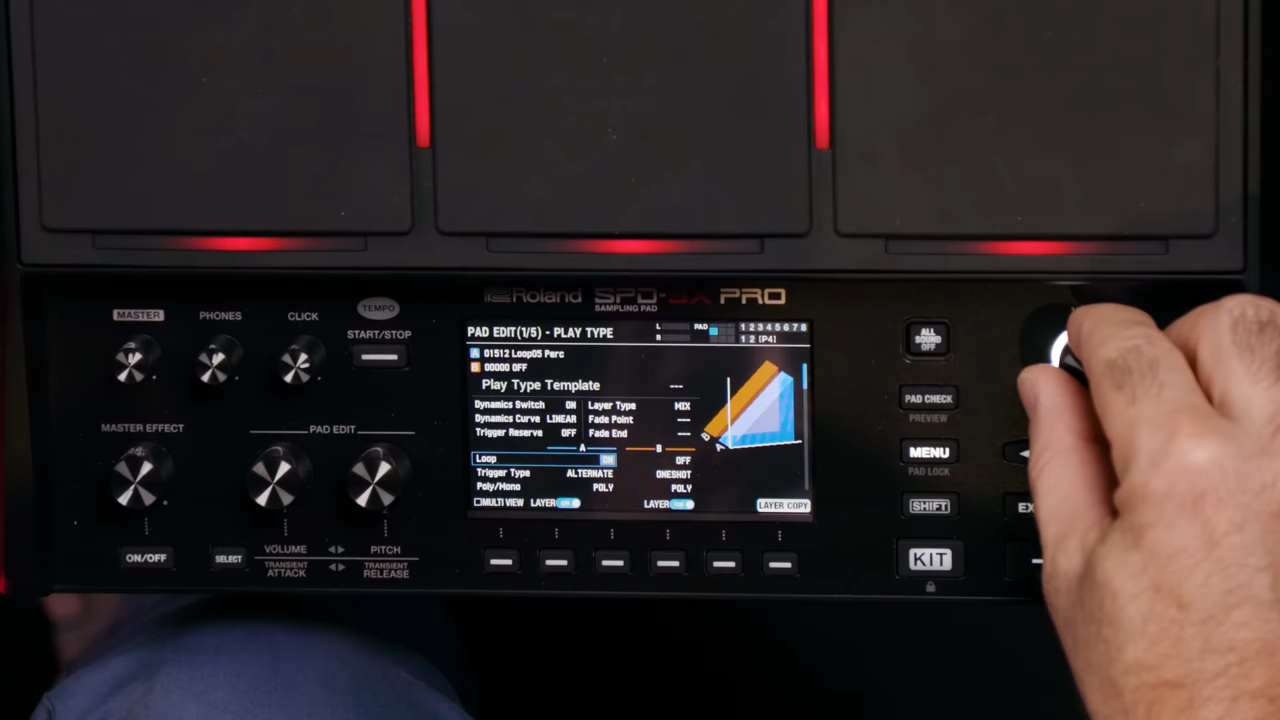 Roland SPD-SX PRO
SAMPLING PAD
MASTER PHONES CLICK TEMPO
START/STOP
MASTER EFFECT PAD EDIT
ON/OFF SELECT VOLUME PITCH
TRANSIENT ATTACK TRANSIENT RELEASE
PAD EDIT(1/5) - PLAY TYPE
L R PAD 1 2 3 4 5 6 7 8
1 2 [P4]
A 01512 Loop05 Perc
B 00000 OFF
Play Type Template ---
Dynamics Switch ON Layer Type MIX
Dynamics Curve LINEAR Fade Point ---
Trigger Reserve OFF Fade End ---
A B
B A
Loop ON OFF
Trigger Type ALTERNATE ONESHOT
Poly/Mono POLY POLY
MULTI VIEW LAYER ON LAYER ON LAYER COPY
ALL SOUND OFF
PAD CHECK
PREVIEW
MENU
PAD LOCK
SHIFT EX
KIT